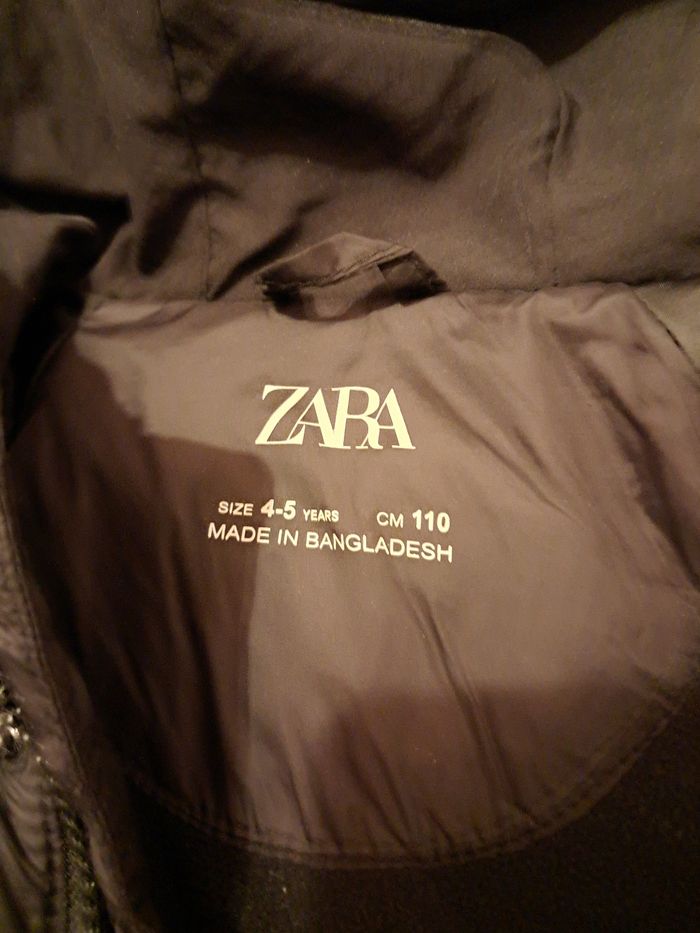 ZARA
SIZE 4-5 YEARS CM 110
MADE IN BANGLADESH